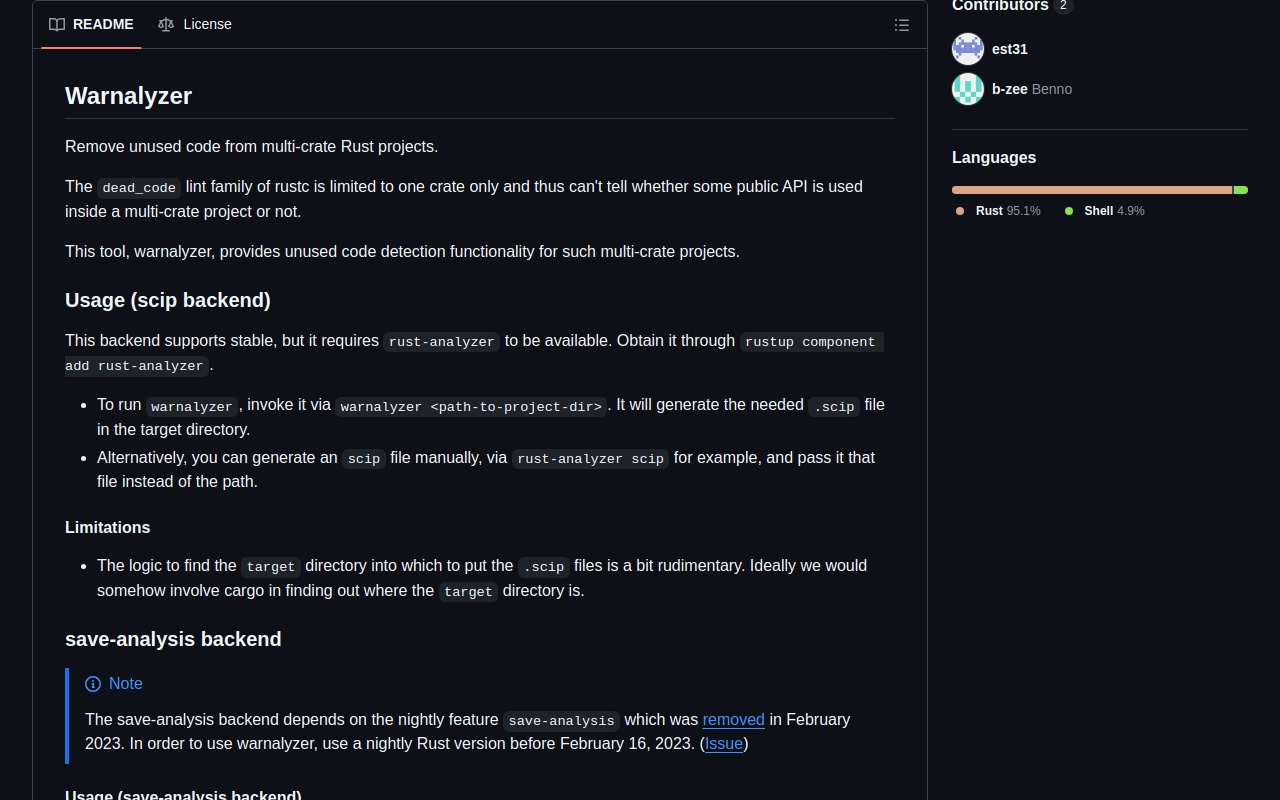 README
License
Warnalyzer
Remove unused code from multi-crate Rust projects.
The dead_code lint family of rustc is limited to one crate only and thus can't tell whether some public API is used
inside a multi-crate project or not.
This tool, warnalyzer, provides unused code detection functionality for such multi-crate projects.
Usage (scip backend)
This backend supports stable, but it requires rust-analyzer to be available. Obtain it through rustup component
add rust-analyzer.
To run warnalyzer, invoke it via warnalyzer <path-to-project-dir>. It will generate the needed .scip file
in the target directory.
Alternatively, you can generate an scip file manually, via rust-analyzer scip for example, and pass it that
file instead of the path.
Limitations
The logic to find the target directory into which to put the .scip files is a bit rudimentary. Ideally we would
somehow involve cargo in finding out where the target directory is.
save-analysis backend
Note
The save-analysis backend depends on the nightly feature save-analysis which was removed in February
2023. In order to use warnalyzer, use a nightly Rust version before February 16, 2023. (Issue)
Usage (save-analysis backend)
Contributors 2
est31
b-zee Benno
Languages
Rust 95.1%
Shell 4.9%